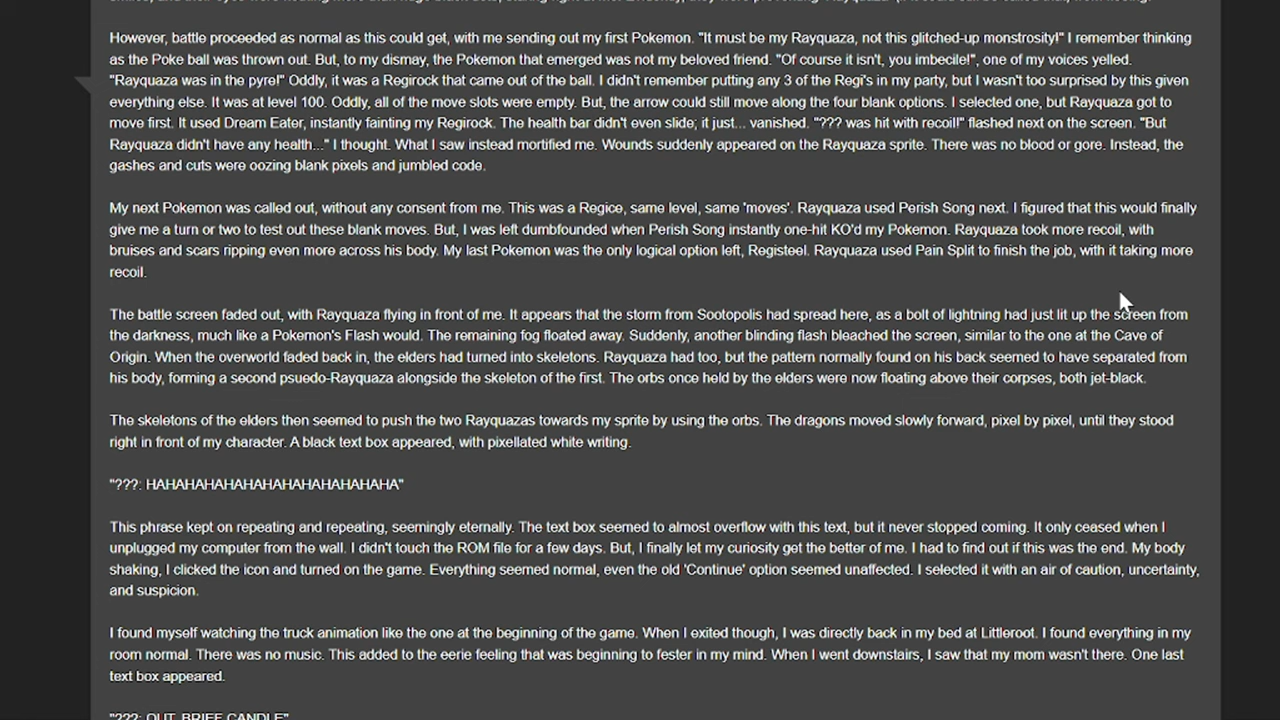 However, battle proceeded as normal as this could get, with me sending out my first Pokemon. "It must be my Rayquaza, not this glitched-up monstrosity!" I remember thinking
as the Poke ball was thrown out. But, to my dismay, the Pokemon that emerged was not my beloved friend. "Of course it isn't, you imbecile!", one of my voices yelled.
"Rayquaza was in the pyre!" Oddly, it was a Regirock that came out of the ball. I didn't remember putting any 3 of the Regi's in my party, but I wasn't too surprised by this given
everything else. It was at level 100. Oddly, all of the move slots were empty. But, the arrow could still move along the four blank options. I selected one, but Rayquaza got to
move first. It used Dream Eater, instantly fainting my Regirock. The health bar didn't even slide; it just... vanished. "??? was hit with recoil!" flashed next on the screen. "But
Rayquaza didn't have any health..." I thought. What I saw instead mortified me. Wounds suddenly appeared on the Rayquaza sprite. There was no blood or gore. Instead, the
gashes and cuts were oozing blank pixels and jumbled code.
My next Pokemon was called out, without any consent from me. This was a Regice, same level, same 'moves'. Rayquaza used Perish Song next. I figured that this would finally
give me a turn or two to test out these blank moves. But, I was left dumbfounded when Perish Song instantly one-hit KO'd my Pokemon. Rayquaza took more recoil, with
bruises and scars ripping even more across his body. My last Pokemon was the only logical option left, Registeel. Rayquaza used Pain Split to finish the job, with it taking more
recoil.
The battle screen faded out, with Rayquaza flying in front of me. It appears that the storm from Sootopolis had spread here, as a bolt of lightning had just lit up the screen from
the darkness, much like a Pokemon's Flash would. The remaining fog floated away. Suddenly, another blinding flash bleached the screen, similar to the one at the Cave of
Origin. When the overworld faded back in, the elders had turned into skeletons. Rayquaza had too, but the pattern normally found on his back seemed to have separated from
his body, forming a second psuedo-Rayquaza alongside the skeleton of the first. The orbs once held by the elders were now floating above their corpses, both jet-black.
The skeletons of the elders then seemed to push the two Rayquazas towards my sprite by using the orbs. The dragons moved slowly forward, pixel by pixel, until they stood
right in front of my character. A black text box appeared, with pixellated white writing.
"???: HAHAHAHAHAHAHAHAHAHAHAHAHA"
This phrase kept on repeating and repeating, seemingly eternally. The text box seemed to almost overflow with this text, but it never stopped coming. It only ceased when I
unplugged my computer from the wall. I didn't touch the ROM file for a few days. But, I finally let my curiosity get the better of me. I had to find out if this was the end. My body
shaking, I clicked the icon and turned on the game. Everything seemed normal, even the old 'Continue' option seemed unaffected. I selected it with an air of caution, uncertainty,
and suspicion.
I found myself watching the truck animation like the one at the beginning of the game. When I exited though, I was directly back in my bed at Littleroot. I found everything in my
room normal. There was no music. This added to the eerie feeling that was beginning to fester in my mind. When I went downstairs, I saw that my mom wasn't there. One last
text box appeared.
"???: OUT, BRIEF CANDLE"